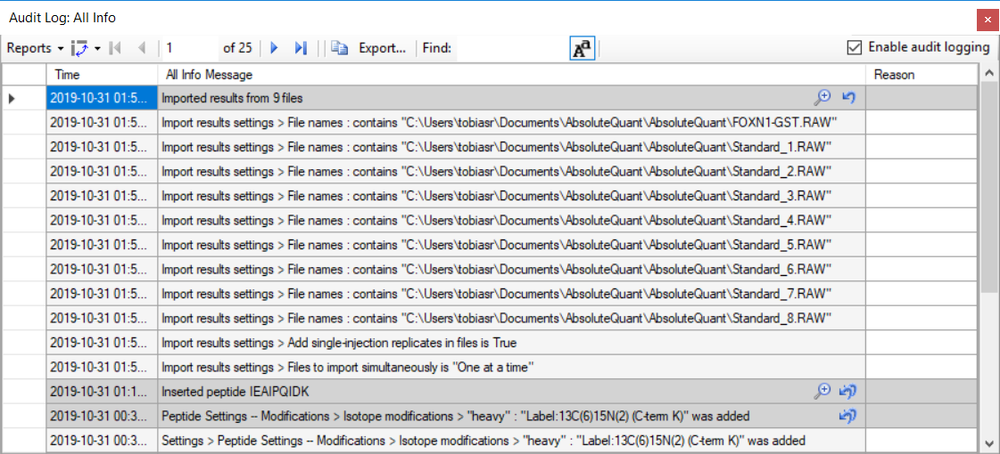 Audit Log: All Info
Reports 1 of 25 Export... Find: Aa Enable audit logging
Time All Info Message Reason
2019-10-31 01:5... Imported results from 9 files
2019-10-31 01:5... Import results settings > File names : contains "C:\Users\tobiasr\Documents\AbsoluteQuant\AbsoluteQuant\FOXN1-GST.RAW"
2019-10-31 01:5... Import results settings > File names : contains "C:\Users\tobiasr\Documents\AbsoluteQuant\AbsoluteQuant\Standard_1.RAW"
2019-10-31 01:5... Import results settings > File names : contains "C:\Users\tobiasr\Documents\AbsoluteQuant\AbsoluteQuant\Standard_2.RAW"
2019-10-31 01:5... Import results settings > File names : contains "C:\Users\tobiasr\Documents\AbsoluteQuant\AbsoluteQuant\Standard_3.RAW"
2019-10-31 01:5... Import results settings > File names : contains "C:\Users\tobiasr\Documents\AbsoluteQuant\AbsoluteQuant\Standard_4.RAW"
2019-10-31 01:5... Import results settings > File names : contains "C:\Users\tobiasr\Documents\AbsoluteQuant\AbsoluteQuant\Standard_5.RAW"
2019-10-31 01:5... Import results settings > File names : contains "C:\Users\tobiasr\Documents\AbsoluteQuant\AbsoluteQuant\Standard_6.RAW"
2019-10-31 01:5... Import results settings > File names : contains "C:\Users\tobiasr\Documents\AbsoluteQuant\AbsoluteQuant\Standard_7.RAW"
2019-10-31 01:5... Import results settings > File names : contains "C:\Users\tobiasr\Documents\AbsoluteQuant\AbsoluteQuant\Standard_8.RAW"
2019-10-31 01:5... Import results settings > Add single-injection replicates in files is True
2019-10-31 01:5... Import results settings > Files to import simultaneously is "One at a time"
2019-10-31 01:1... Inserted peptide IEAIPQIDK
2019-10-31 00:3... Peptide Settings -- Modifications > Isotope modifications > "heavy" : "Label:13C(6)15N(2) (C-term K)" was added
2019-10-31 00:3... Settings > Peptide Settings -- Modifications > Isotope modifications > "heavy" : "Label:13C(6)15N(2) (C-term K)" was added